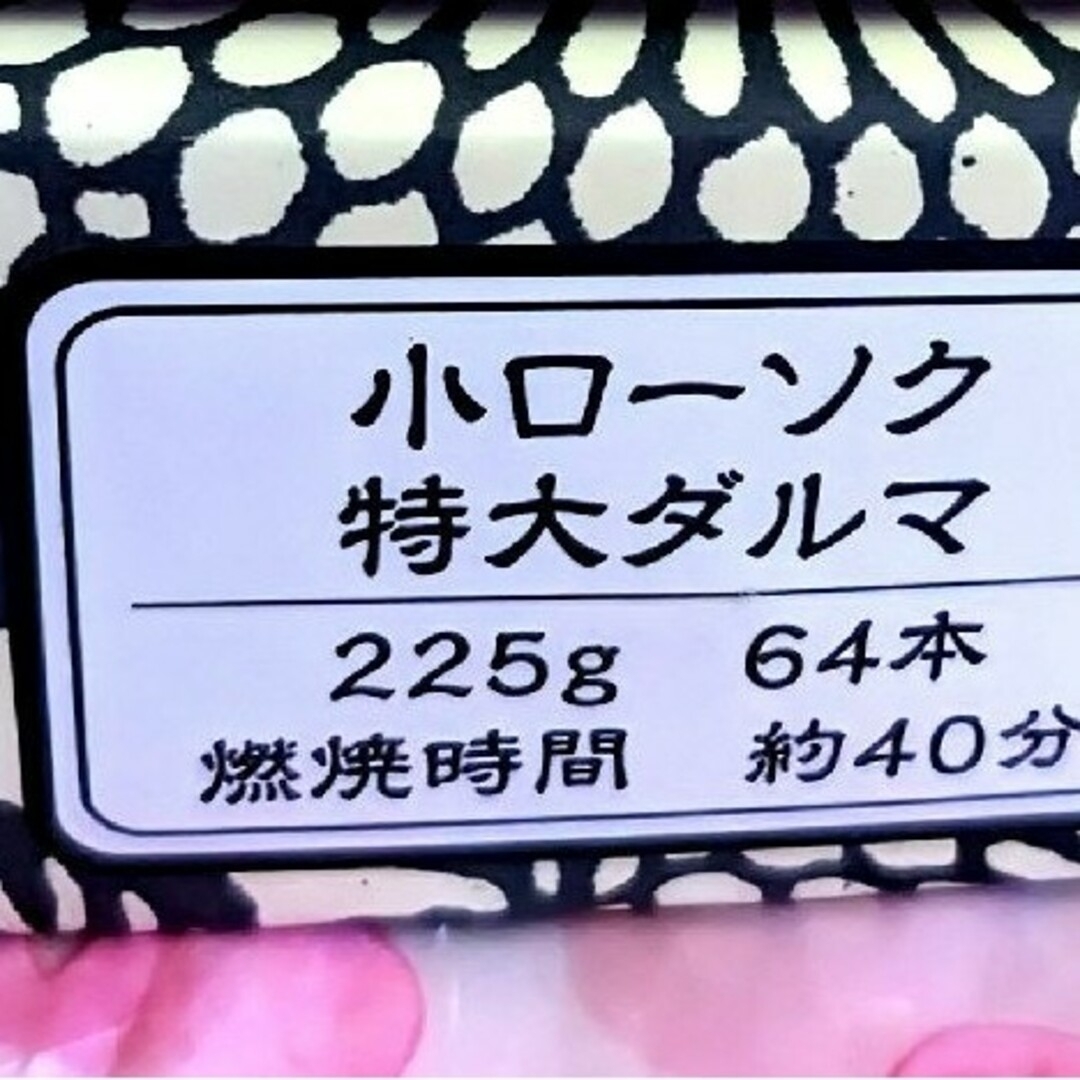 小ローソク
特大ダルマ
225g 64本
燃焼時間 約40分